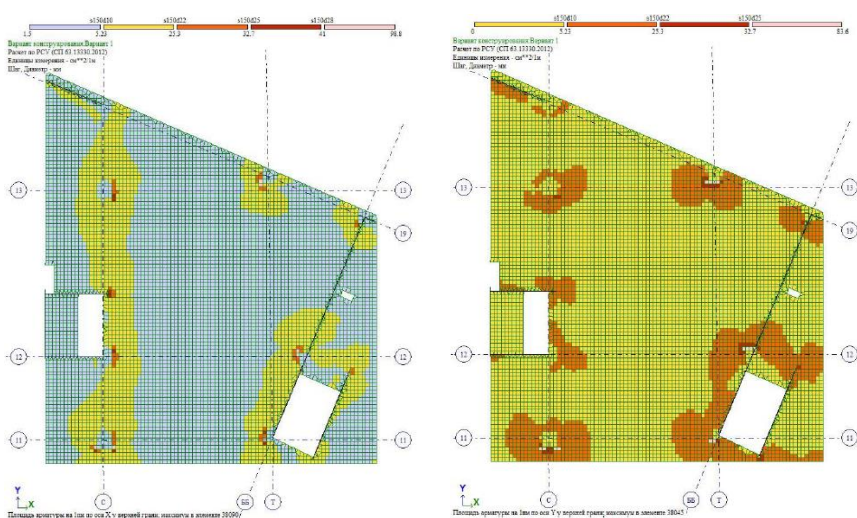 s150d10 s150d22 s150d25 s150d28
1.5 5.23 25.3 32.7 41 98.8
Вариант конструирования:Вариант 1
Расчет по РСУ (СП 63.13330.2012)
Единицы измерения - см**2/1м
Шаг, Диаметр - мм
13 13
19
12 12
11 11
Y
X
С ББ Т
Площадь арматуры на 1пм по оси X у верхней грани; максимум в элементе 38090
s150d10 s150d22 s150d25
0 5.23 25.3 32.7 83.6
Вариант конструирования:Вариант 1
Расчет по РСУ (СП 63.13330.2012)
Единицы измерения - см**2/1м
Шаг, Диаметр - мм
13 13
19
12 12
11 11
Y
X
С ББ Т
Площадь арматуры на 1пм по оси Y у верхней грани; максимум в элементе 38045